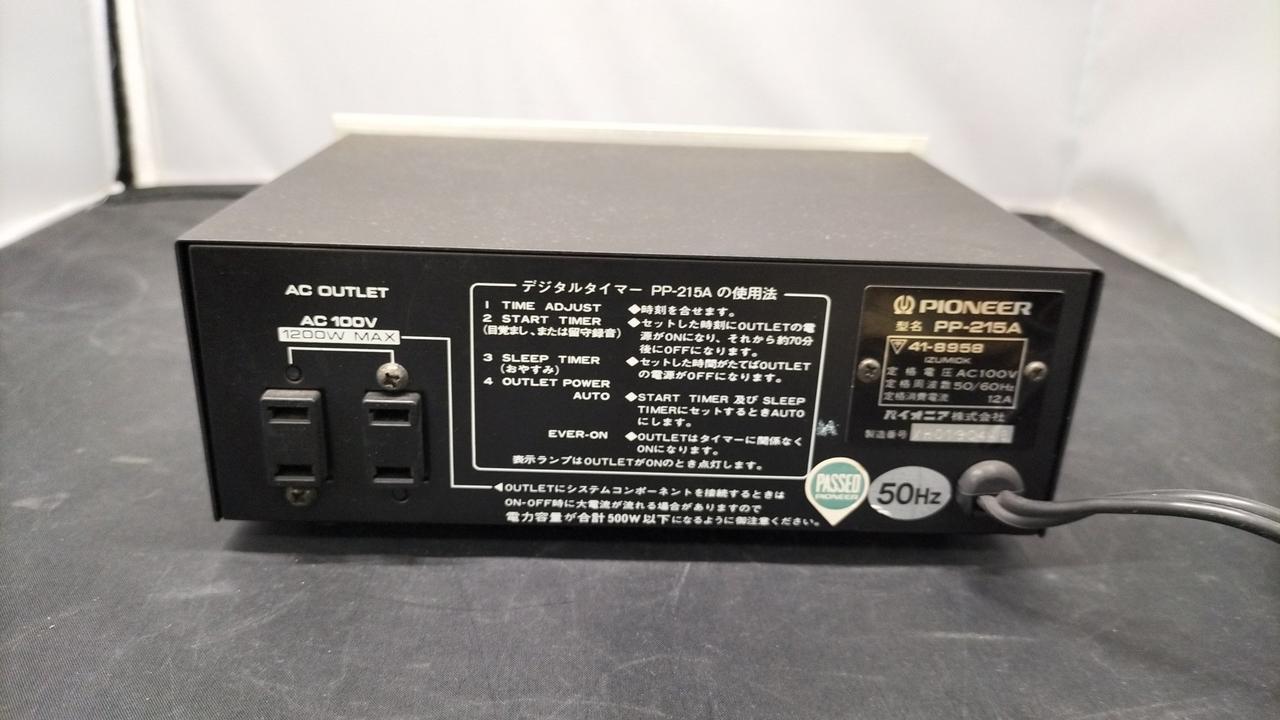 AC OUTLET
AC 100V
1200W MAX
デジタルタイマー PP-215A の使用法
1 TIME ADJUST ◆時刻を合せます。
2 START TIMER ◆セットした時刻にOUTLETの電
(目覚まし、または留守録音) 源がONになり、それから約70分
後にOFFになります。
3 SLEEP TIMER ◆セットした時間がたてばOUTLET
(おやすみ) の電源がOFFになります。
4 OUTLET POWER
AUTO ◆START TIMER 及び SLEEP
TIMERにセットするときAUTO
にします。
EVER-ON ◆OUTLETはタイマーに関係なく
ONになります。
表示ランプはOUTLETがONのとき点灯します。
◀OUTLETにシステムコンポーネントを接続するときは
ON-OFF時に大電流が流れる場合がありますので
電力容量が合計500W以下になるように御注意ください。
PIONEER
型名 PP-215A
41-8958
IZUMIDK
定格電圧 AC100V
定格周波数 50/60Hz
定格消費電流 12A
パイオニア株式会社
製造番号
PASSED
PIONEER
50Hz